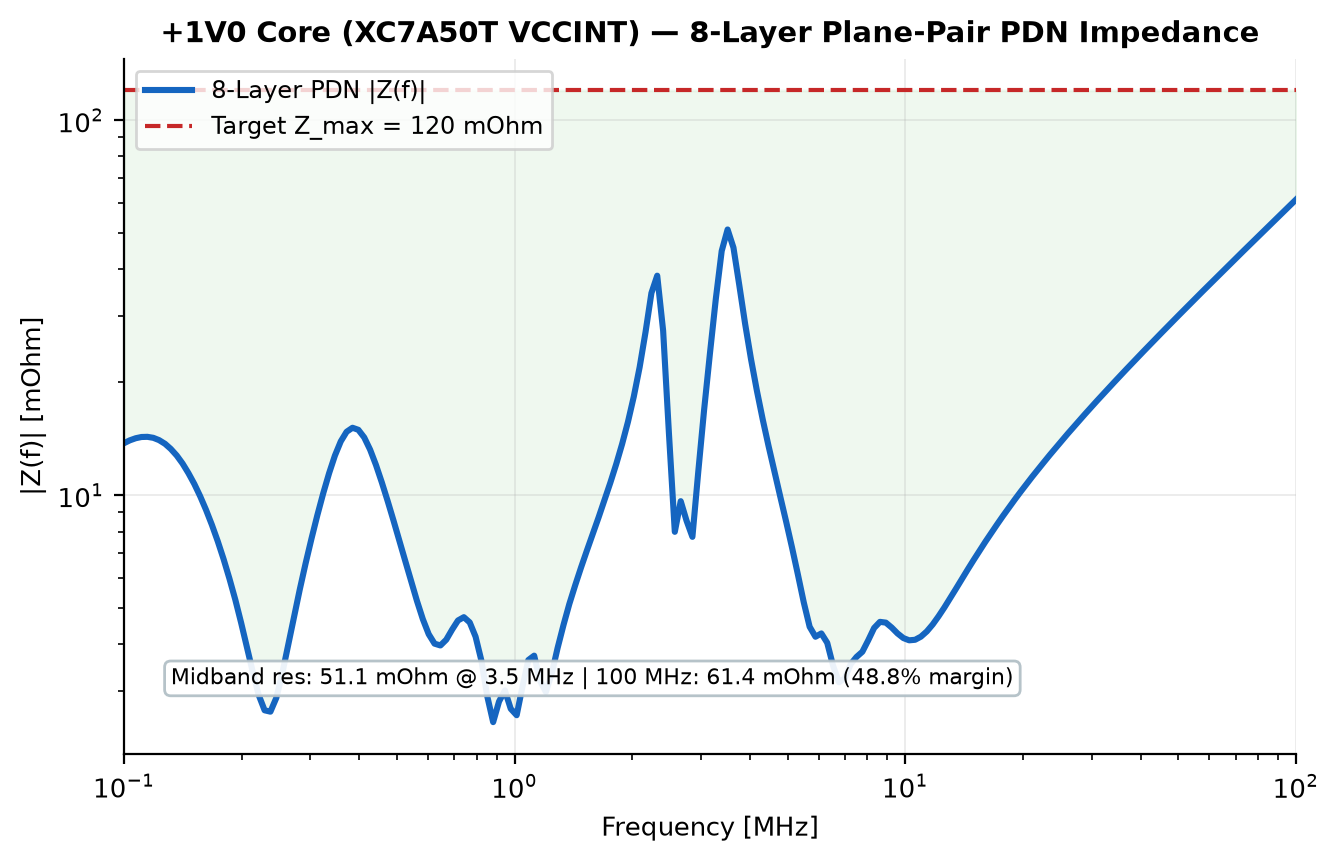 +1V0 Core (XC7A50T VCCINT) — 8-Layer Plane-Pair PDN Impedance
8-Layer PDN |Z(f)|
Target Z_max = 120 mOhm
10²
10¹
|Z(f)| [mOhm]
Midband res: 51.1 mOhm @ 3.5 MHz | 100 MHz: 61.4 mOhm (48.8% margin)
10⁻¹ 10⁰ 10¹ 10²
Frequency [MHz]